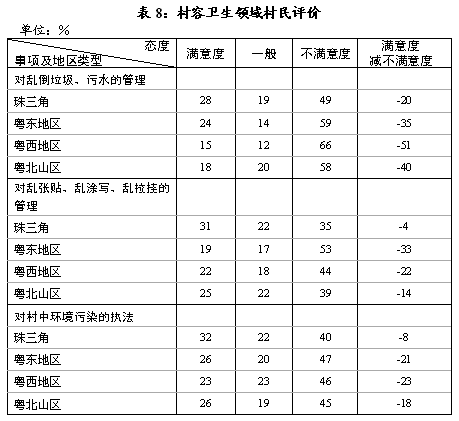 表 8：村容卫生领域村民评价
单位：%
态度
事项及地区类型 满意度 一般 不满意度 满意度
减不满意度
对乱倒垃圾、污水的管理
珠三角 28 19 49 -20
粤东地区 24 14 59 -35
粤西地区 15 12 66 -51
粤北山区 18 20 58 -40
对乱张贴、乱涂写、乱拉挂的
管理
珠三角 31 22 35 -4
粤东地区 19 17 53 -33
粤西地区 22 18 44 -22
粤北山区 25 22 39 -14
对村中环境污染的执法
珠三角 32 22 40 -8
粤东地区 26 20 47 -21
粤西地区 23 23 46 -23
粤北山区 26 19 45 -18